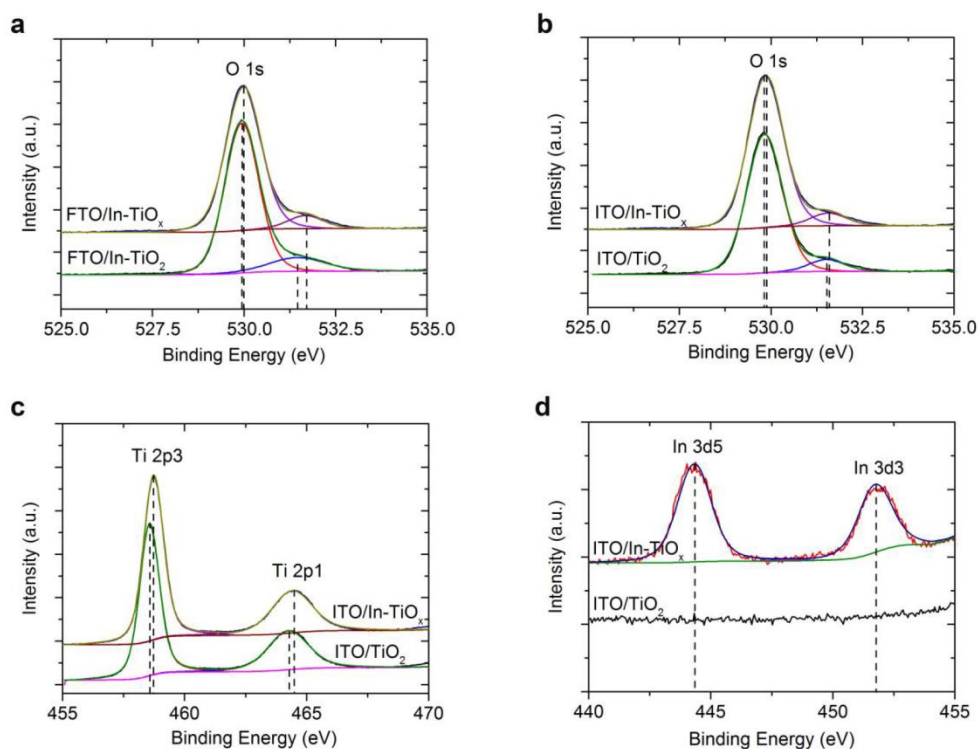 a
O 1s
Intensity (a.u.)
FTO/In-TiOₓ
FTO/In-TiO₂
525.0 527.5 530.0 532.5 535.0
Binding Energy (eV)
b
O 1s
Intensity (a.u.)
ITO/In-TiOₓ
ITO/TiO₂
525.0 527.5 530.0 532.5 535.0
Binding Energy (eV)
c
Ti 2p3
Ti 2p1
Intensity (a.u.)
ITO/In-TiOₓ
ITO/TiO₂
455 460 465 470
Binding Energy (eV)
d
In 3d5
In 3d3
Intensity (a.u.)
ITO/In-TiOₓ
ITO/TiO₂
440 445 450 455
Binding Energy (eV)